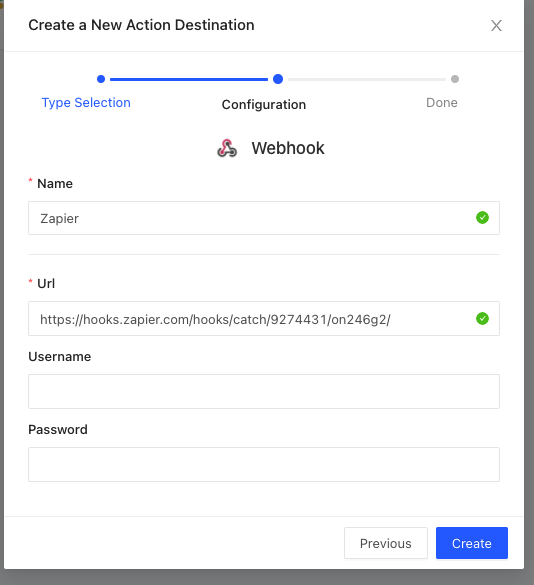 Create a New Action Destination
Type Selection
Configuration
Done
Webhook
* Name
Zapier
* Url
https://hooks.zapier.com/hooks/catch/9274431/on246g2/
Username
Password
Previous
Create